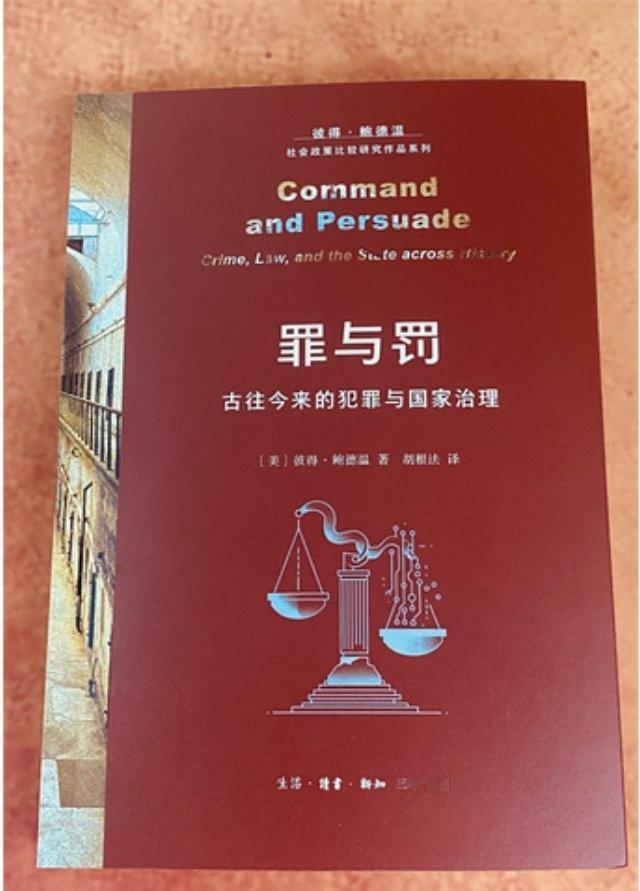 彼得·鲍德温
社会政策比较研究作品系列
Command
and Persuade
Crime, Law, and the State across History
罪与罚
古往今来的犯罪与国家治理
[美] 彼得·鲍德温 著 胡根法 译
生活·讀書·新知